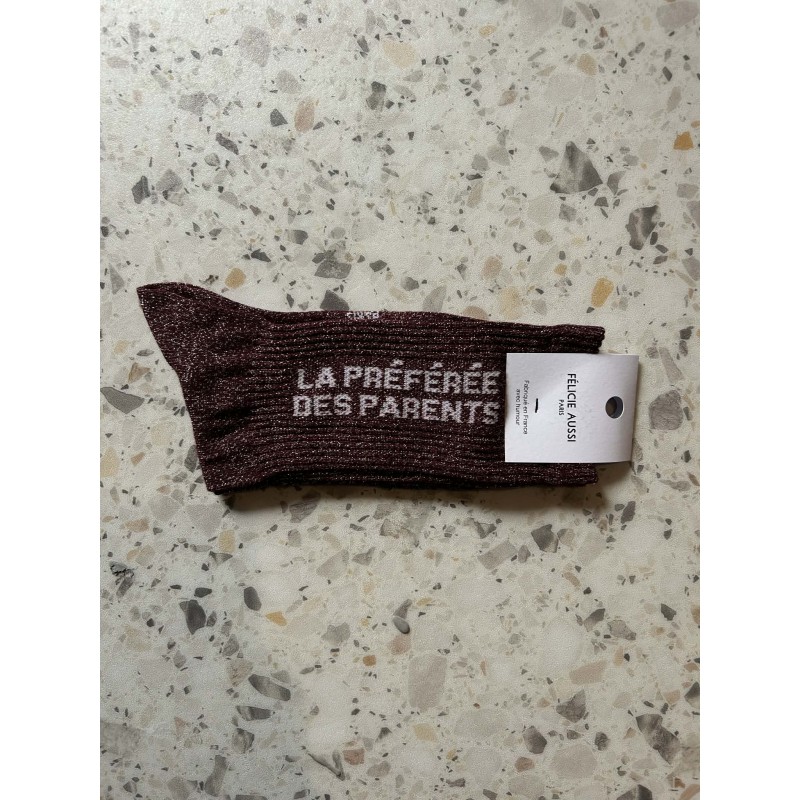 LA PRÉFÉRÉE
DES PARENTS
FÉLICIE AUSSI
PARIS
Fabriqué en France
avec humour